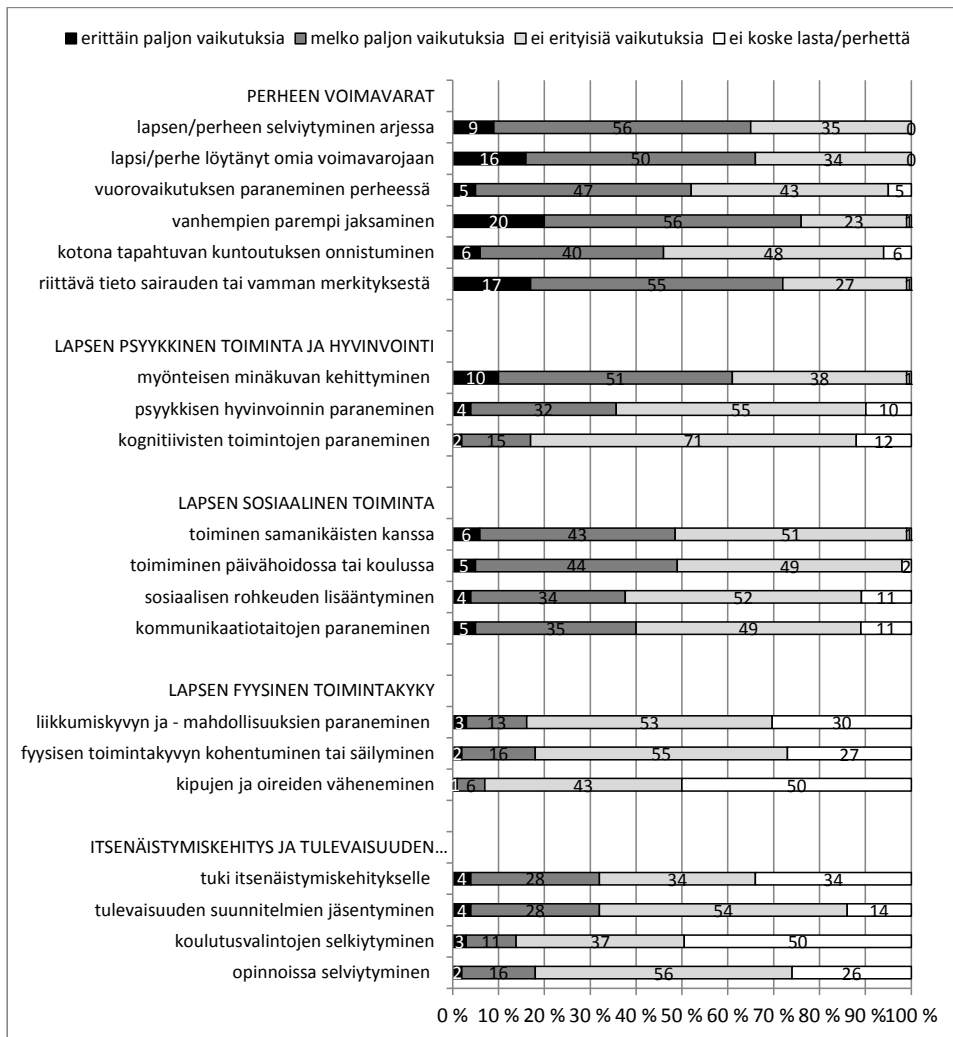 erittäin paljon vaikutuksia melko paljon vaikutuksia ei erityisiä vaikutuksia ei koske lasta/perhettä
PERHEEN VOIMAVARAT
lapsen/perheen selviytyminen arjessa 9 56 35 0
lapsi/perhe löytänyt omia voimavarojaan 16 50 34 0
vuorovaikutuksen paraneminen perheessä 5 47 43 5
vanhempien parempi jaksaminen 20 56 23 1
kotona tapahtuvan kuntoutuksen onnistuminen 6 40 48 6
riittävä tieto sairauden tai vamman merkityksestä 17 55 27 1
LAPSEN PSYYKKINEN TOIMINTA JA HYVINVOINTI
myönteisen minäkuvan kehittyminen 10 51 38 1
psyykkisen hyvinvoinnin paraneminen 4 32 55 10
kognitiivisten toimintojen paraneminen 2 15 71 12
LAPSEN SOSIAALINEN TOIMINTA
toiminen samanikäisten kanssa 6 43 51 1
toimiminen päivähoidossa tai koulussa 5 44 49 2
sosiaalisen rohkeuden lisääntyminen 4 34 52 11
kommunikaatiotaitojen paraneminen 5 35 49 11
LAPSEN FYYSINEN TOIMINTAKYKY
liikkumiskyvyn ja - mahdollisuuksien paraneminen 3 13 53 30
fyysisen toimintakyvyn kohentuminen tai säilyminen 2 16 55 27
kipujen ja oireiden väheneminen 1 6 43 50
ITSENÄISTYMISKEHITYS JA TULEVAISUUDEN...
tuki itsenäistymiskehitykselle 4 28 34 34
tulevaisuuden suunnitelmien jäsentyminen 4 28 54 14
koulutusvalintojen selkiytyminen 3 11 37 50
opinnoissa selviytyminen 2 16 56 26
0 % 10 % 20 % 30 % 40 % 50 % 60 % 70 % 80 % 90 % 100 %